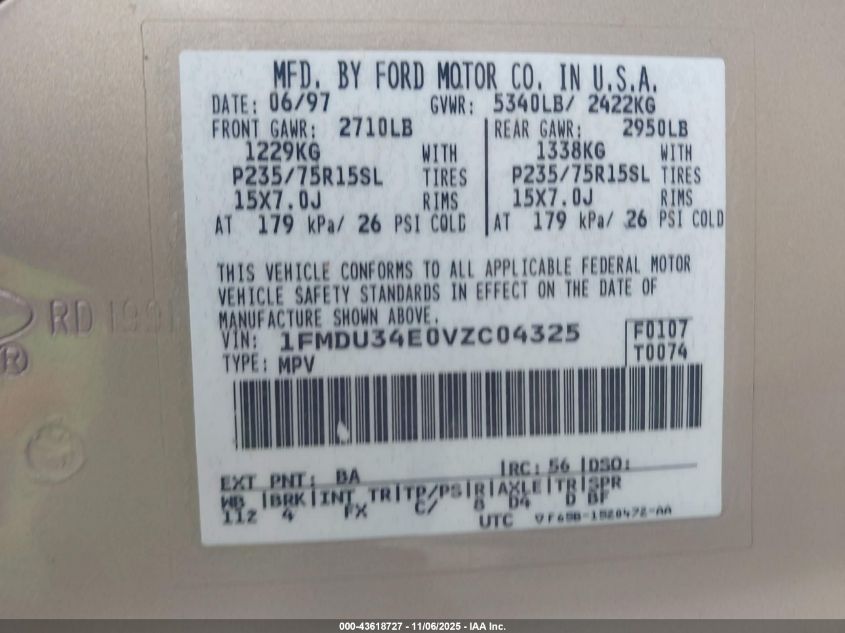 MFD. BY FORD MOTOR CO. IN U.S.A.
DATE: 06/97 GVWR: 5340LB/ 2422KG
FRONT GAWR: 2710LB REAR GAWR: 2950LB
1229KG WITH 1338KG WITH
P235/75R15SL TIRES P235/75R15SL TIRES
15X7.0J RIMS 15X7.0J RIMS
AT 179 kPa/ 26 PSI COLD AT 179 kPa/ 26 PSI COLD
THIS VEHICLE CONFORMS TO ALL APPLICABLE FEDERAL MOTOR
VEHICLE SAFETY STANDARDS IN EFFECT ON THE DATE OF
MANUFACTURE SHOWN ABOVE.
VIN: 1FMDU34E0VZC04325 F0107
TYPE: MPV T0074
RD 1991
®
EXT PNT: BA RC: 56 DSO:
WB BRK INT TR TP/PS R AXLE TR SPR
112 4 FX C/ 8 D4 D BF
UTC
000-43618727 - 11/06/2025 - IAA Inc.